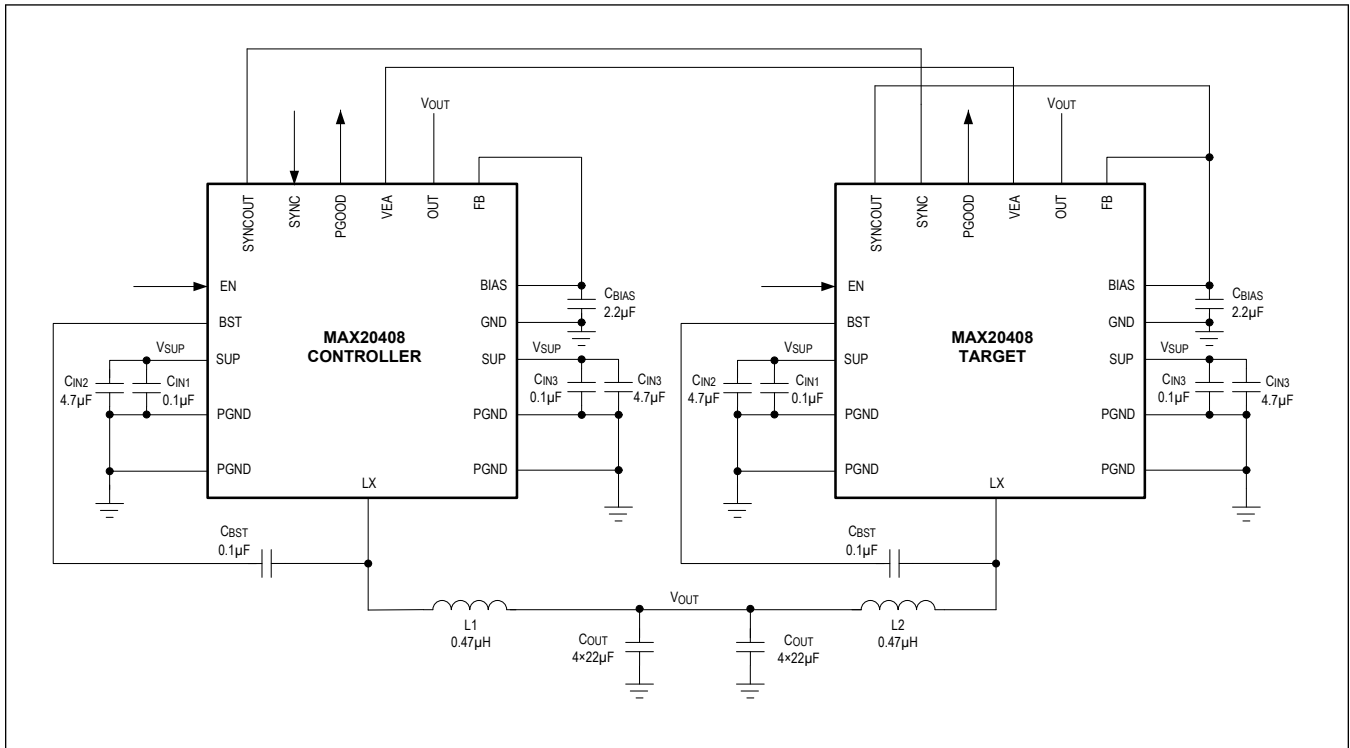 VOUT
VOUT
SYNCOUT
SYNC
PGOOD
VEA
OUT
FB
SYNCOUT
SYNC
PGOOD
VEA
OUT
FB
EN
BST
VSUP
SUP
PGND
PGND
CIN2
4.7µF
CIN1
0.1µF
MAX20408
CONTROLLER
BIAS
GND
SUP
PGND
PGND
LX
CBIAS
2.2µF
VSUP
CIN3
0.1µF
CIN3
4.7µF
EN
BST
VSUP
SUP
PGND
PGND
CIN2
4.7µF
CIN1
0.1µF
MAX20408
TARGET
BIAS
GND
SUP
PGND
PGND
LX
CBIAS
2.2µF
VSUP
CIN3
0.1µF
CIN3
4.7µF
CBST
0.1µF
CBST
0.1µF
L1
0.47µH
VOUT
COUT
4×22µF
COUT
4×22µF
L2
0.47µH